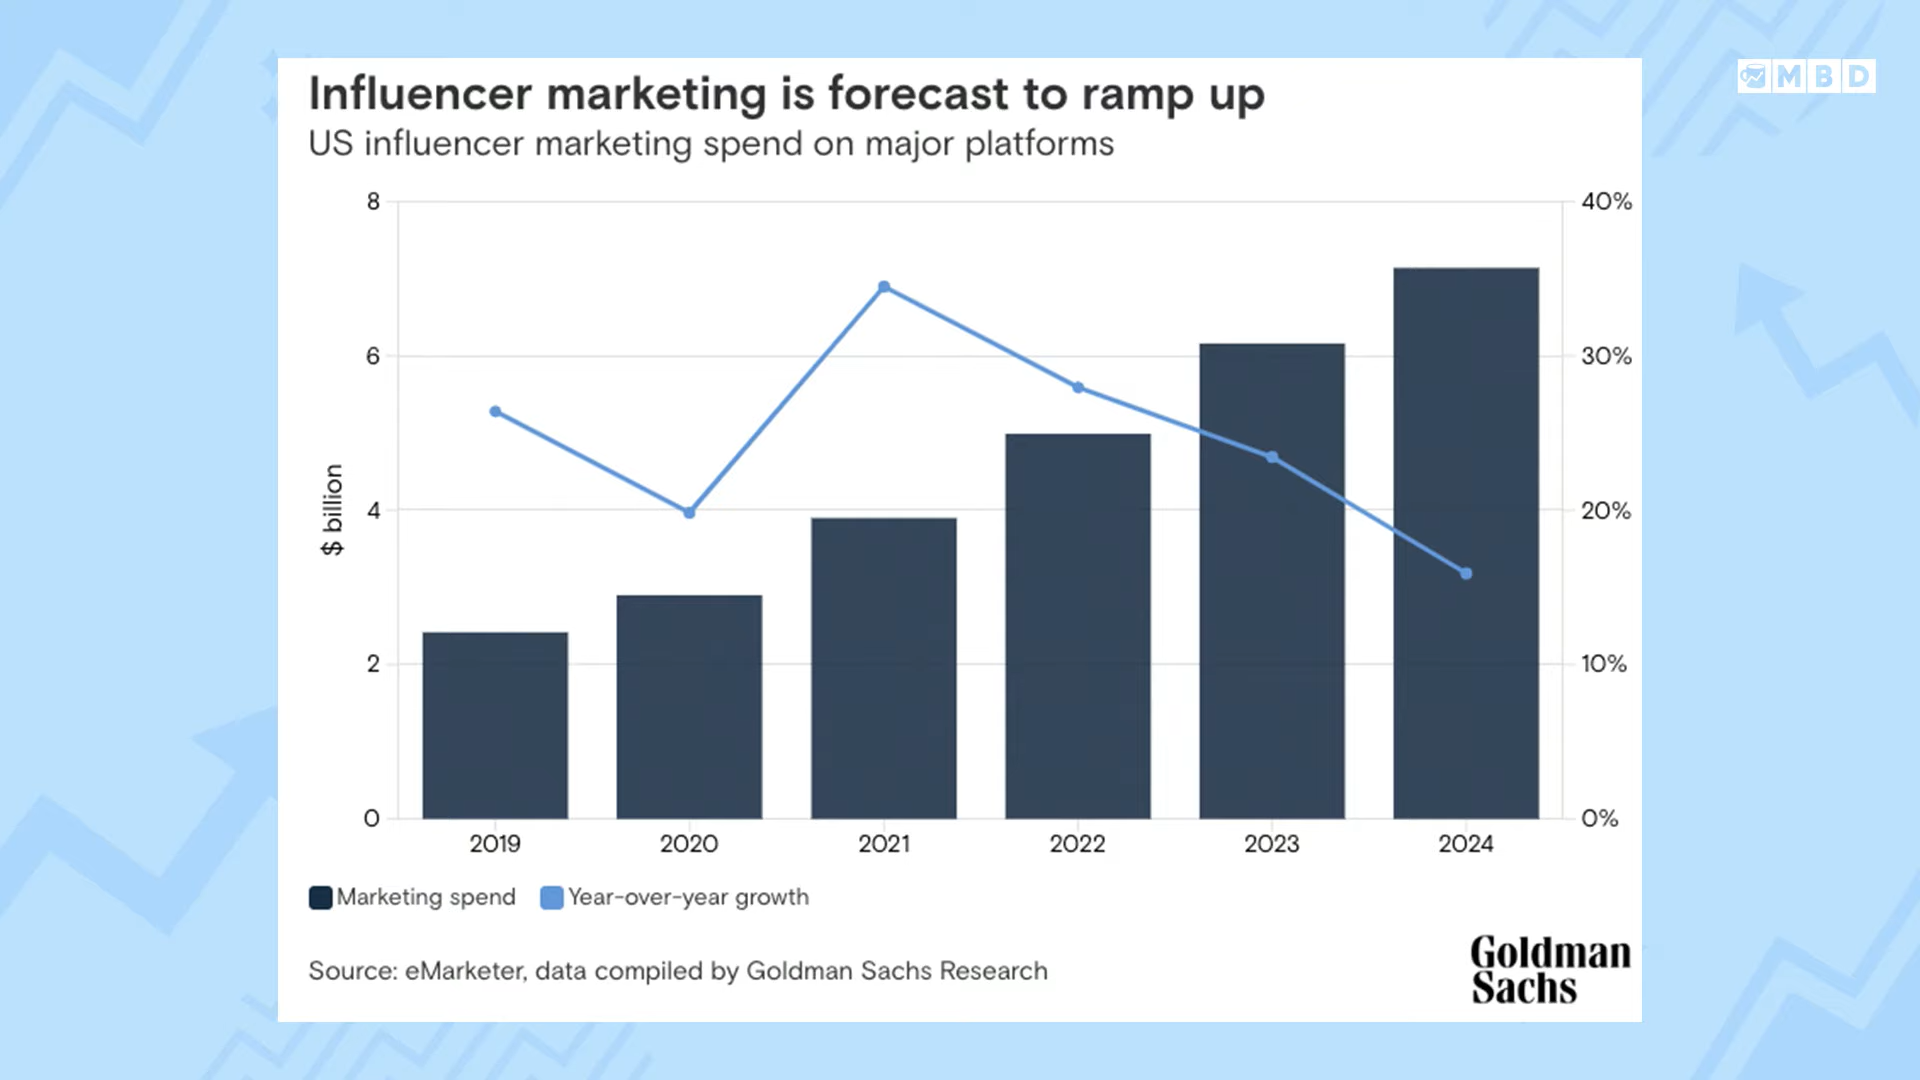 Influencer marketing is forecast to ramp up
MBD
US influencer marketing spend on major platforms
8
40%
6
30%
$ billion
4
20%
2
10%
0
0%
2019
2020
2021
2022
2023
2024
Marketing spend
Year-over-year growth
Goldman
Sachs
Source: eMarketer, data compiled by Goldman Sachs Research